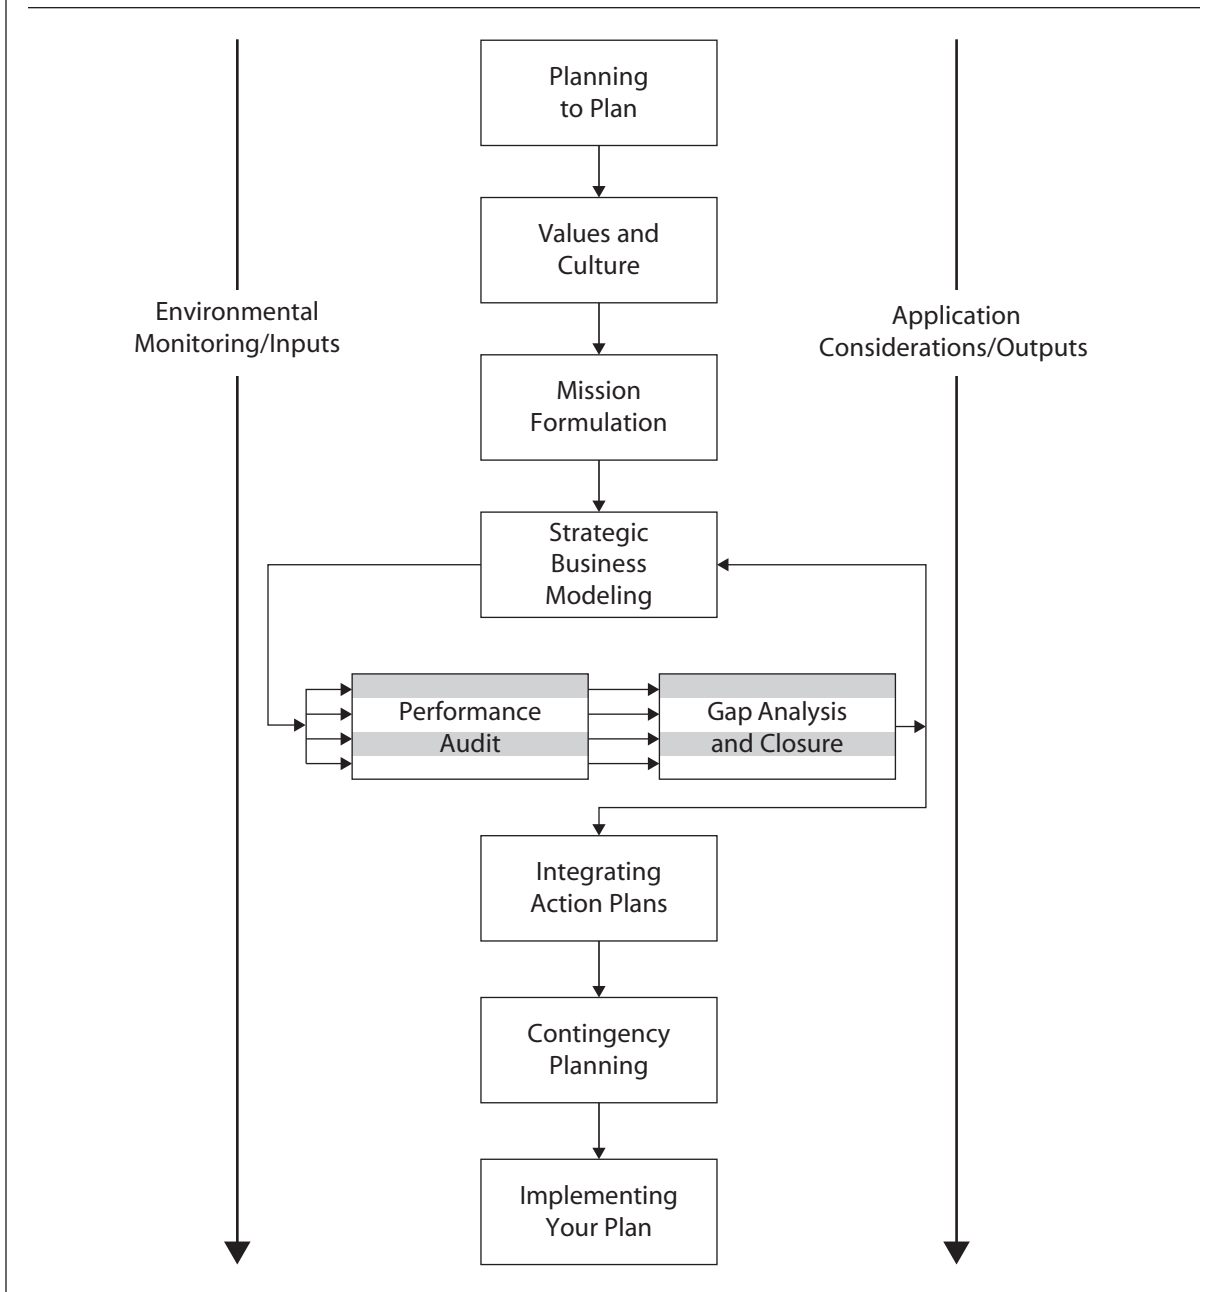 Planning
to Plan
Values and
Culture
Environmental
Monitoring/Inputs
Application
Considerations/Outputs
Mission
Formulation
Strategic
Business
Modeling
Performance
Audit
Gap Analysis
and Closure
Integrating
Action Plans
Contingency
Planning
Implementing
Your Plan